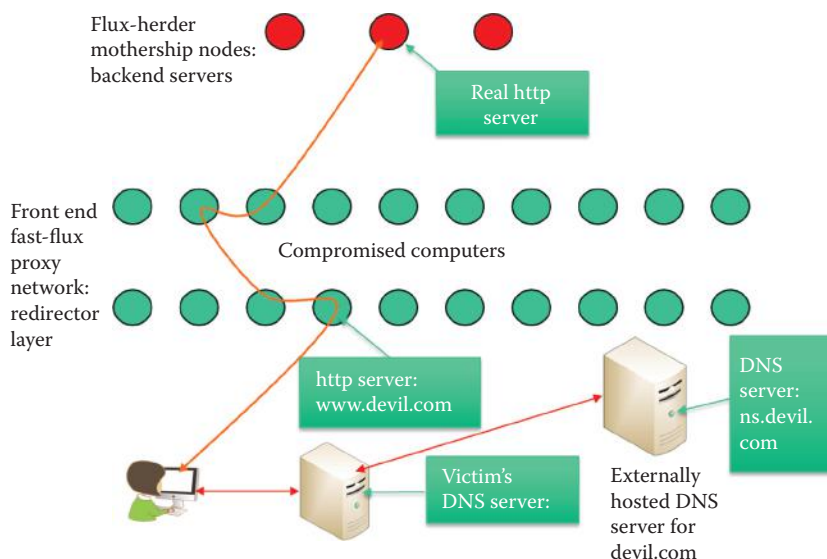 Flux-herder
mothership nodes:
backend servers
Real http
server
Front end
fast-flux
proxy
network:
redirector
layer
Compromised computers
http server:
www.devil.com
DNS
server:
ns.devil.
com
Victim's
DNS server:
Externally
hosted DNS
server for
devil.com